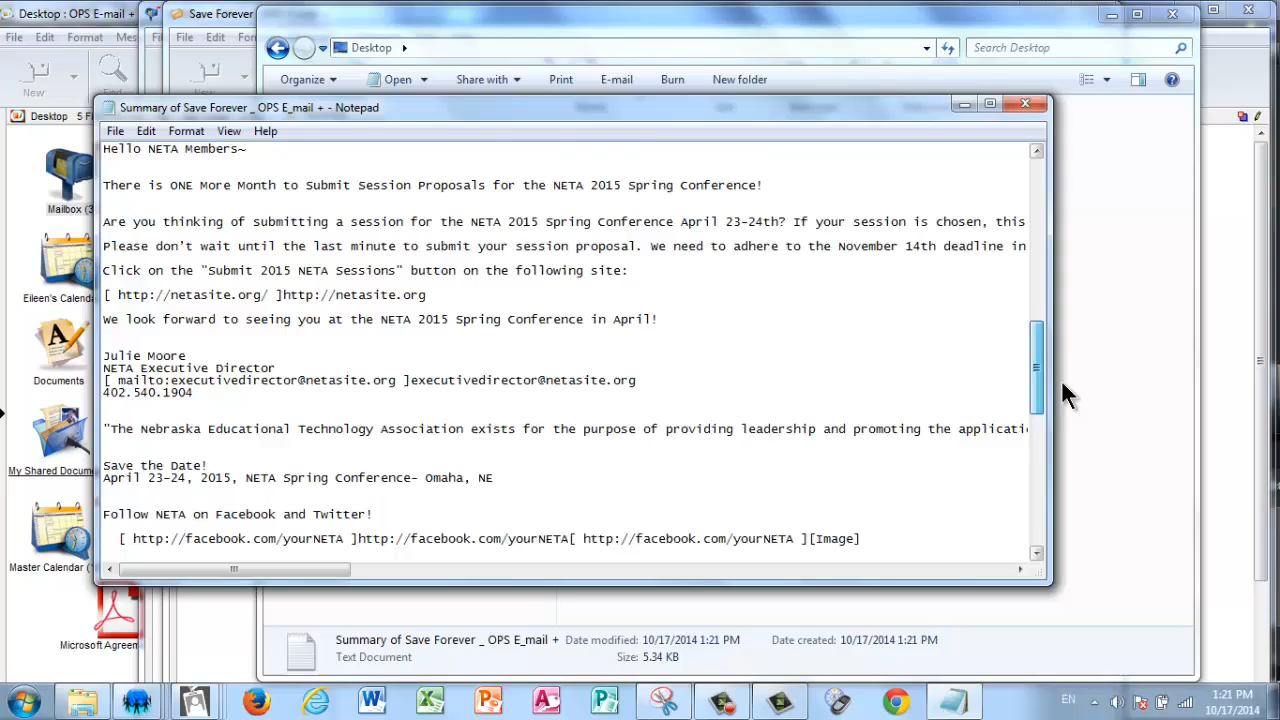 Desktop : OPS E-mail +
Save Forever
File Edit Format Mes
File Edit
New
Find
New
Desktop
Search Desktop
Organize Open Share with Print E-mail Burn New folder
Desktop 5 Fi
Summary of Save Forever _ OPS E_mail + - Notepad
File Edit Format View Help
Hello NETA Members~
There is ONE More Month to Submit Session Proposals for the NETA 2015 Spring Conference!
Are you thinking of submitting a session for the NETA 2015 Spring Conference April 23-24th? If your session is chosen, this
Please don't wait until the last minute to submit your session proposal. We need to adhere to the November 14th deadline in
Click on the "Submit 2015 NETA Sessions" button on the following site:
[ http://netasite.org/ ]http://netasite.org
We look forward to seeing you at the NETA 2015 Spring Conference in April!
Julie Moore
NETA Executive Director
[ mailto:executivedirector@netasite.org ]executivedirector@netasite.org
402.540.1904
"The Nebraska Educational Technology Association exists for the purpose of providing leadership and promoting the applicatio
Save the Date!
April 23-24, 2015, NETA Spring Conference- Omaha, NE
Follow NETA on Facebook and Twitter!
[ http://facebook.com/yourNETA ]http://facebook.com/yourNETA[ http://facebook.com/yourNETA ][Image]
Mailbox (3
Eileen's Calenda
Documents
My Shared Docum
Master Calendar (
Microsoft Agreem
Summary of Save Forever _ OPS E_mail + Date modified: 10/17/2014 1:21 PM Date created: 10/17/2014 1:21 PM
Text Document Size: 5.34 KB
EN
1:21 PM
10/17/2014